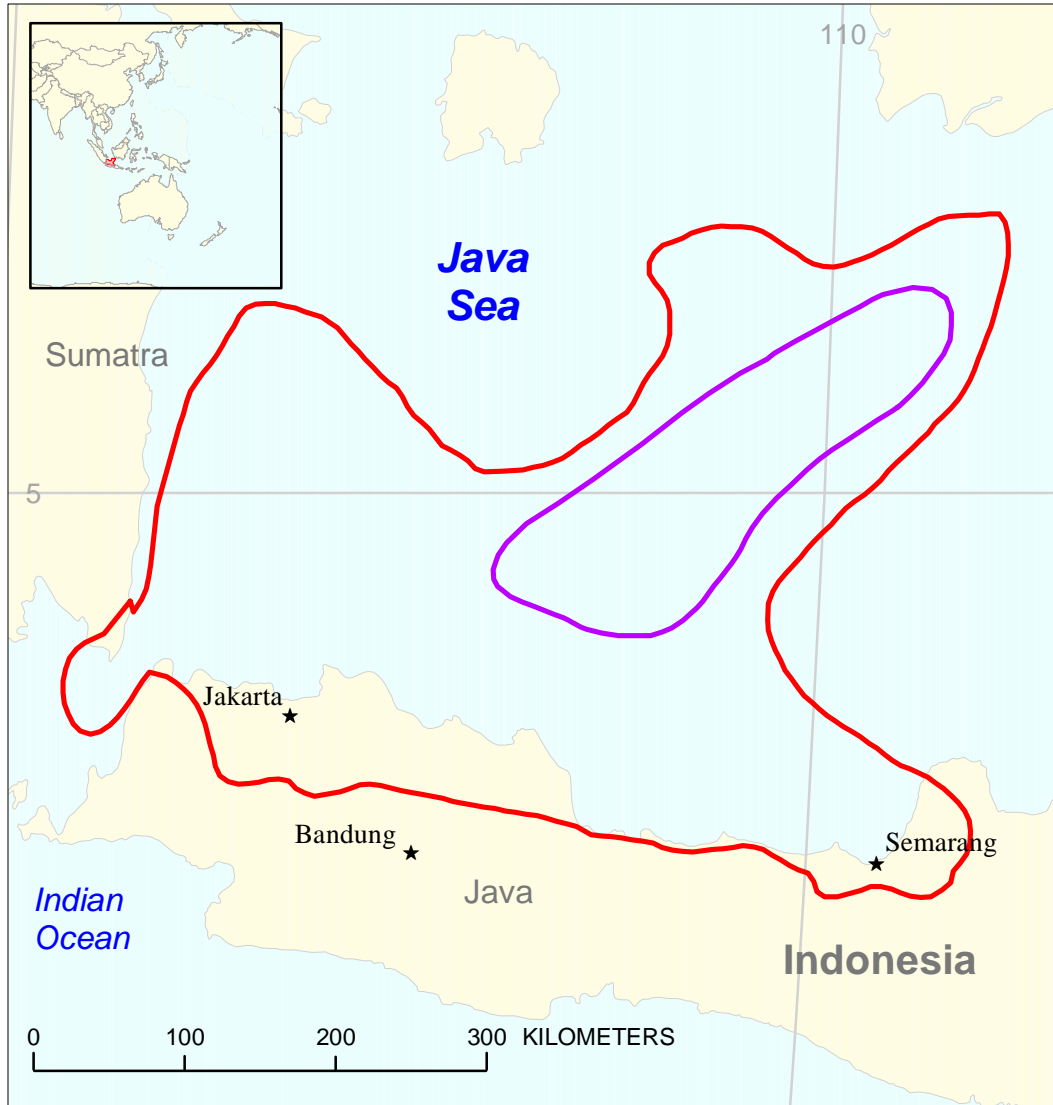 110
Java
Sea
Sumatra
5
Jakarta
Bandung
Semarang
Java
Indian
Ocean
Indonesia
0 100 200 300 KILOMETERS